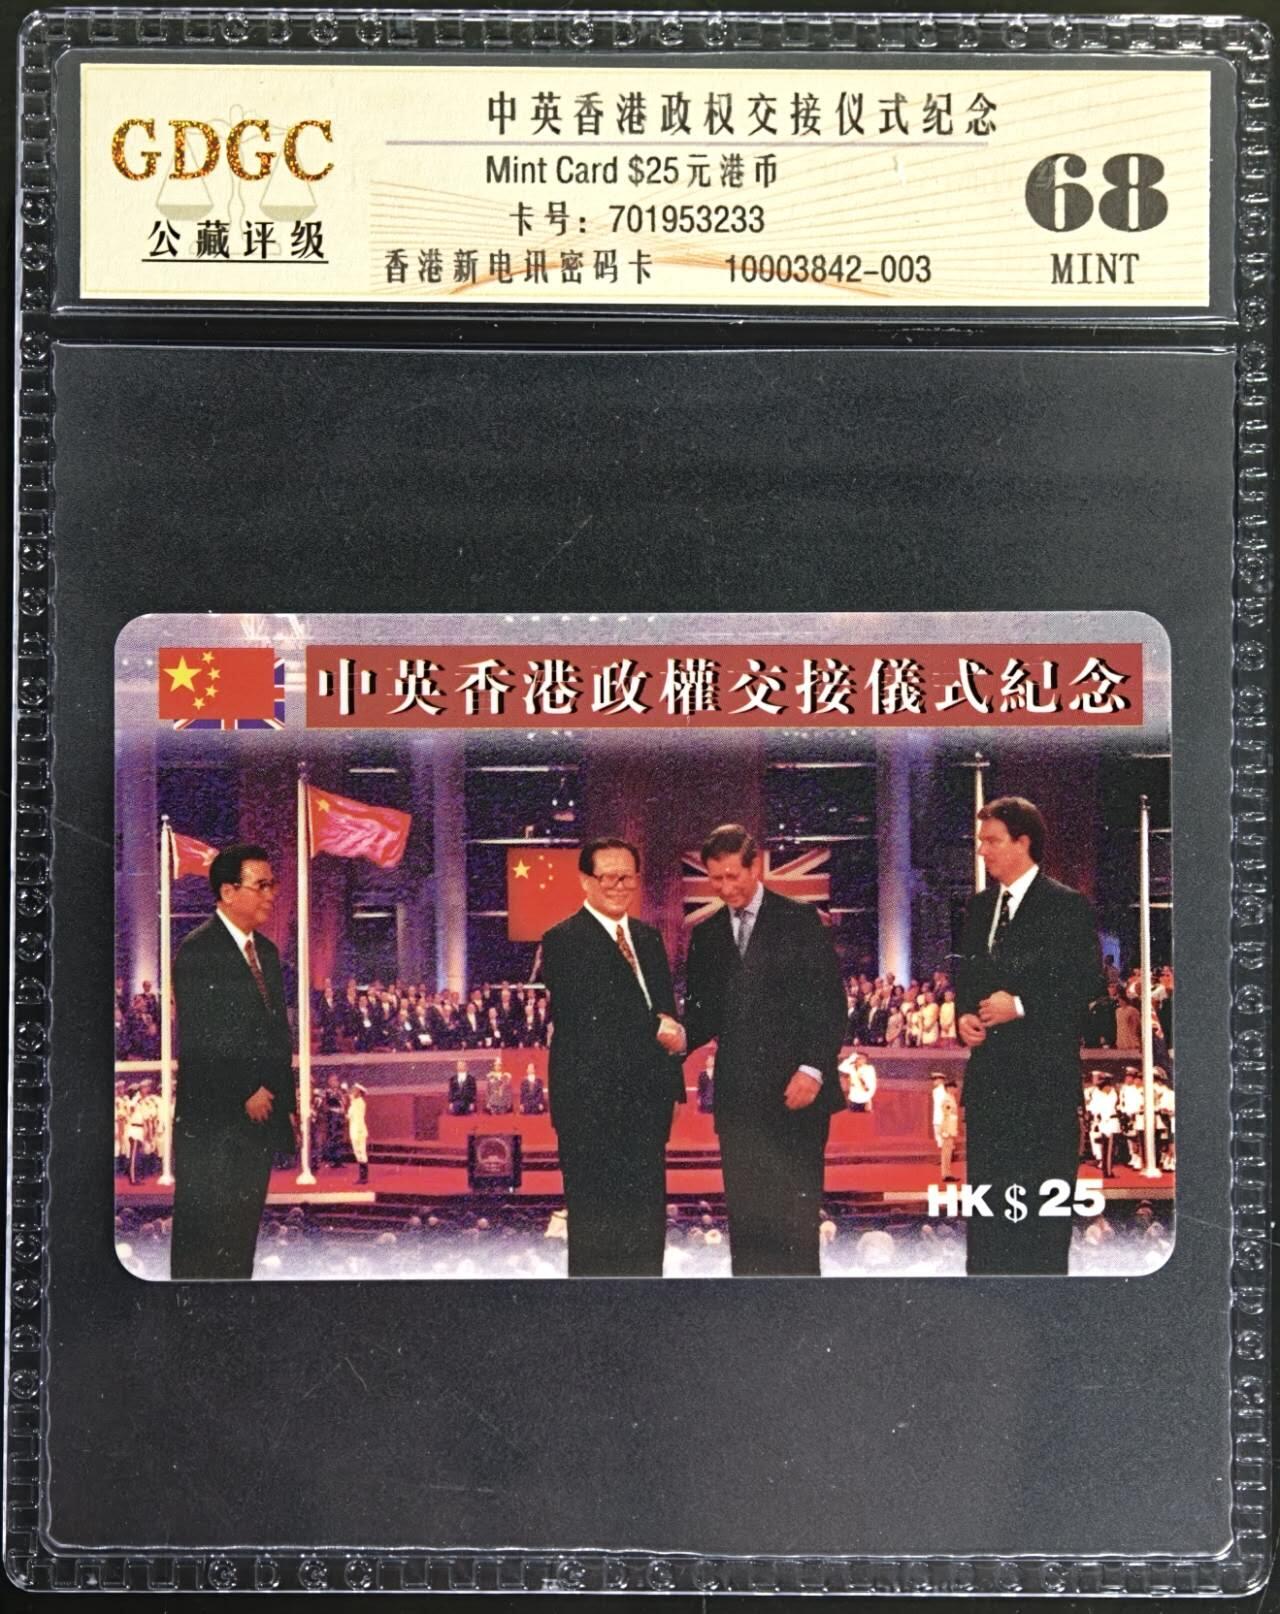 GDGC
公藏评级
中英香港政权交接仪式纪念
Mint Card $25元港币
卡号：701953233
香港新电讯密码卡 10003842-003
68
MINT
中英香港政權交接儀式紀念
HK $ 25